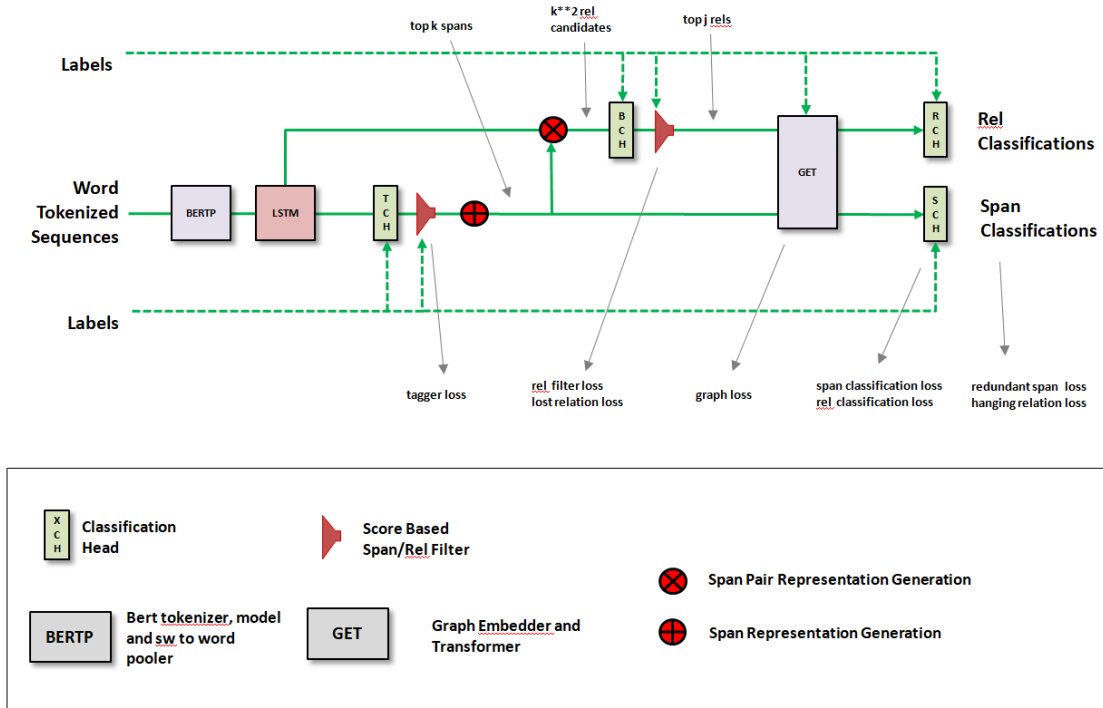 top k spans
k**2 rel
candidates
top j rels
Labels
B
C
H
R
C
H
Rel
Classifications
GET
Word
Tokenized
Sequences
BERTP
LSTM
T
C
H
S
C
H
Span
Classifications
Labels
tagger loss
rel filter loss
lost relation loss
graph loss
span classification loss
rel classification loss
redundant span loss
hanging relation loss
X
C
H
Classification
Head
Score Based
Span/Rel Filter
Span Pair Representation Generation
BERTP
Bert tokenizer, model
and sw to word
pooler
GET
Graph Embedder and
Transformer
Span Representation Generation